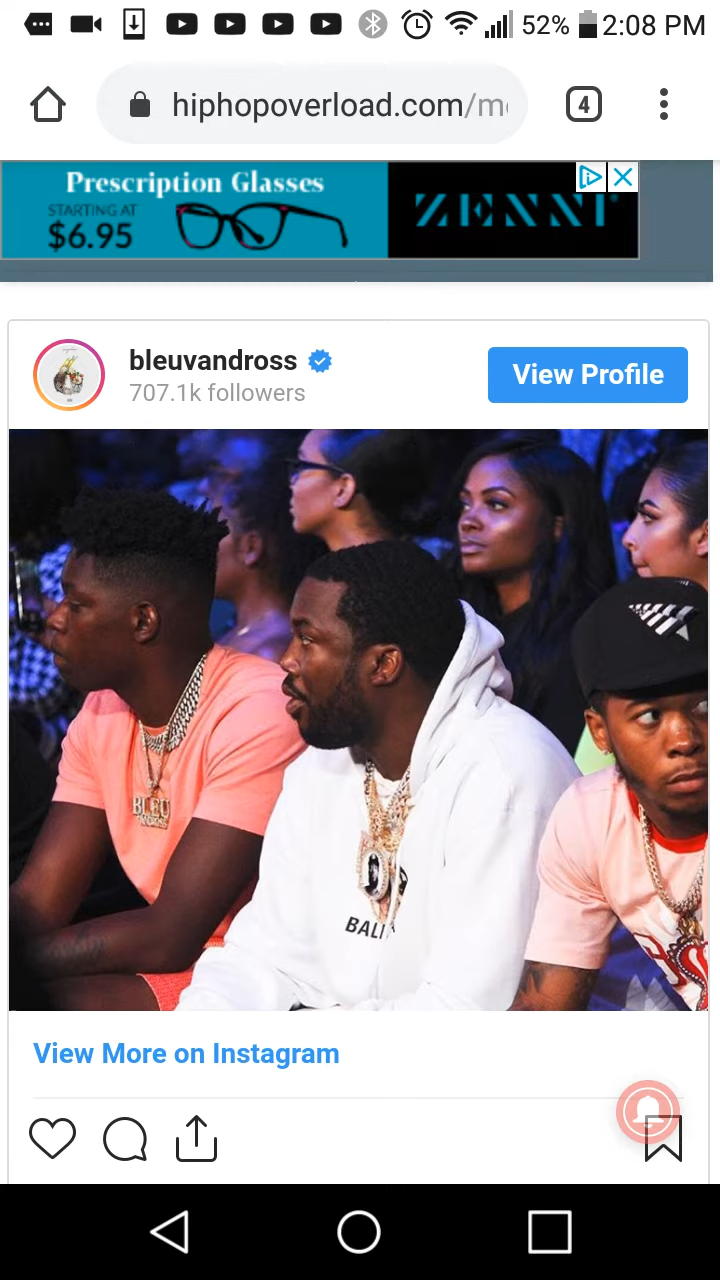 52% 2:08 PM
hiphopoverload.com/m
4
Prescription Glasses
STARTING AT
$6.95
ZENNI
bleuvandross
707.1k followers
View Profile
BLEU
VANDROSS
BALI
View More on Instagram